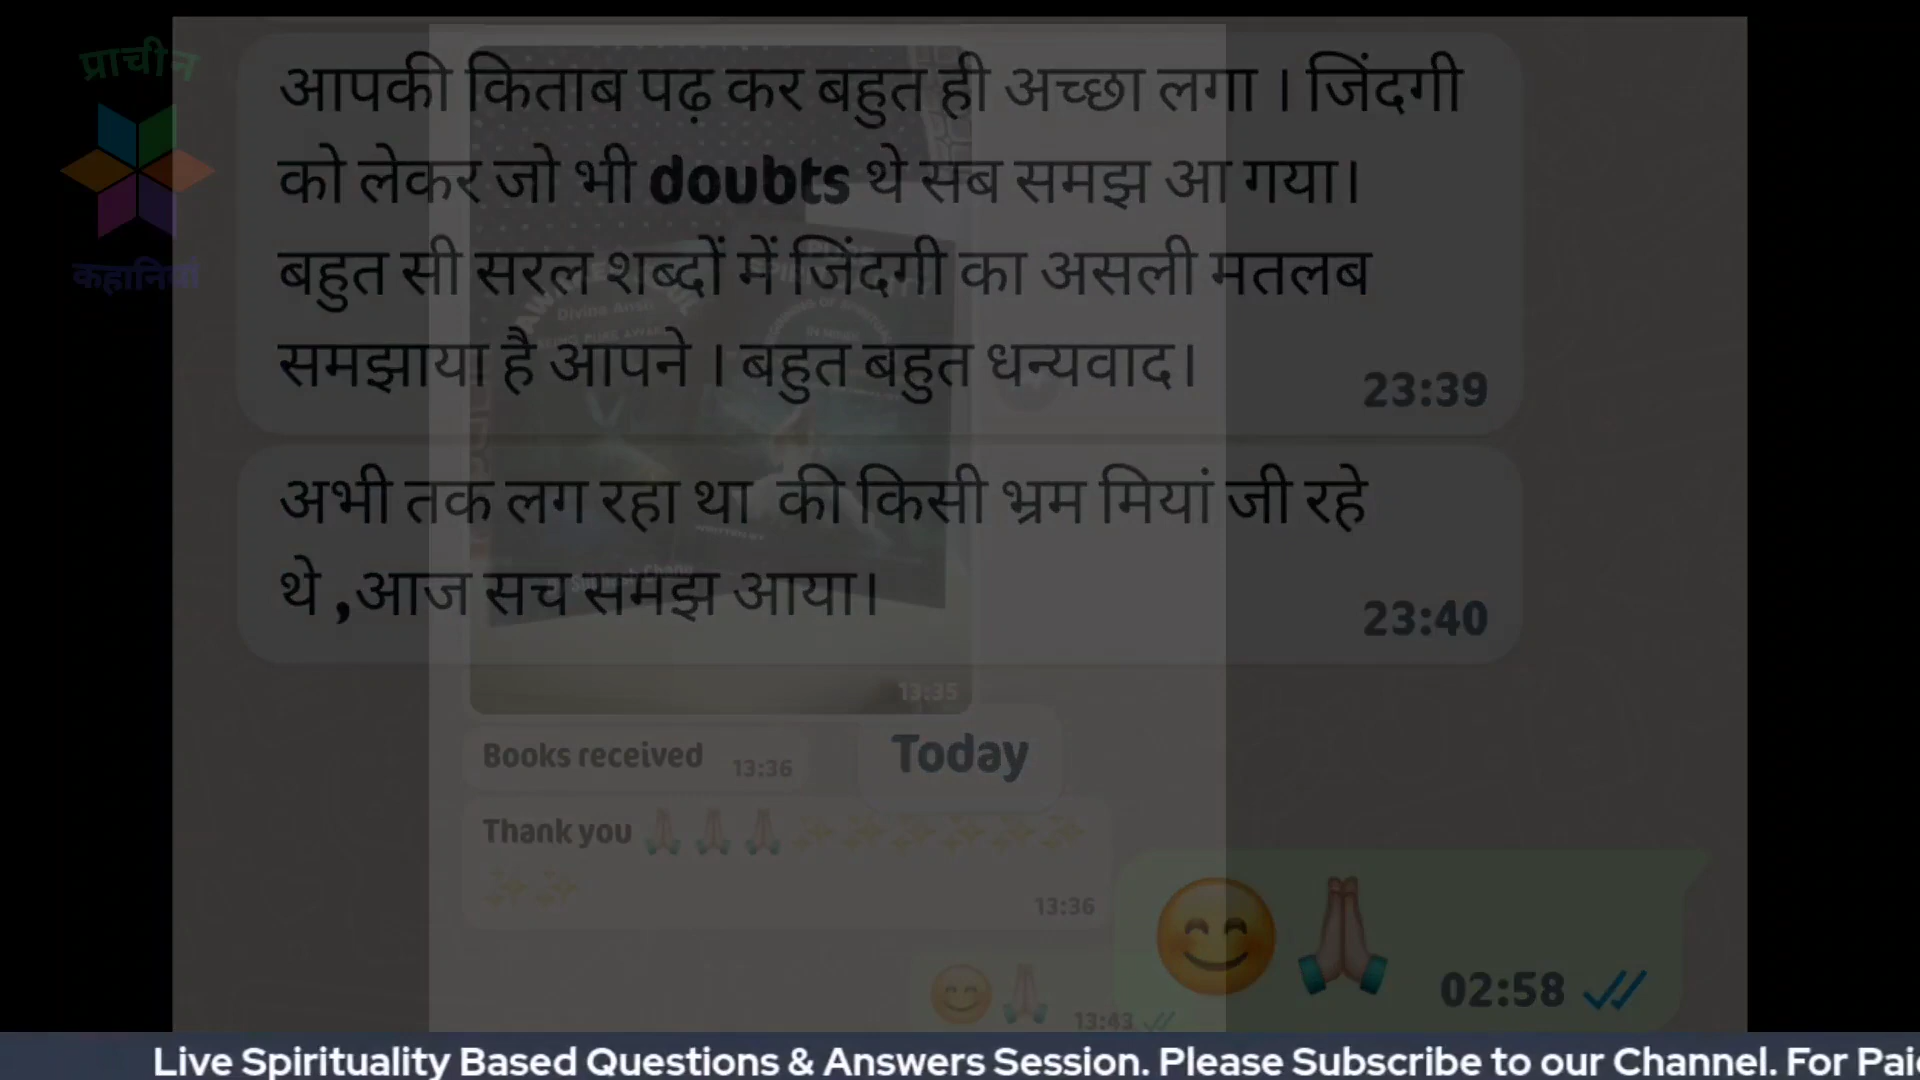 प्राचीन
कहानियां
आपकी किताब पढ़ कर बहुत ही अच्छा लगा । जिंदगी
को लेकर जो भी doubts थे सब समझ आ गया।
बहुत सी सरल शब्दों में जिंदगी का असली मतलब
समझाया है आपने । बहुत बहुत धन्यवाद।
23:39
अभी तक लग रहा था की किसी भ्रम मियां जी रहे
थे ,आज सच समझ आया।
23:40
13:35
Books received 13:36
Today
Thank you 🙏🙏🙏✨✨✨✨✨✨
✨✨
13:36
😊🙏 02:58
😊🙏 13:43
Live Spirituality Based Questions & Answers Session. Please Subscribe to our Channel. For